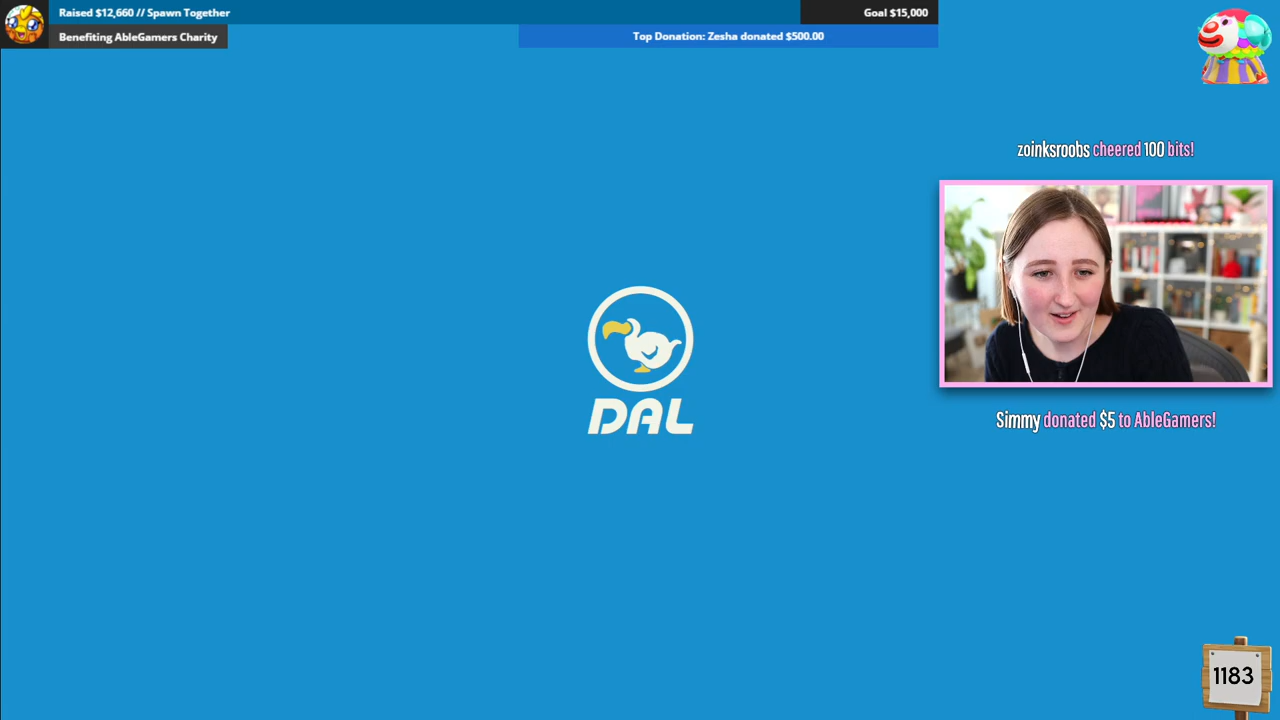 Raised $12,660 // Spawn Together
Goal $15,000
Benefiting AbleGamers Charity
Top Donation: Zesha donated $500.00
zoinksroobs cheered 100 bits!
Simmy donated $5 to AbleGamers!
DAL
1183